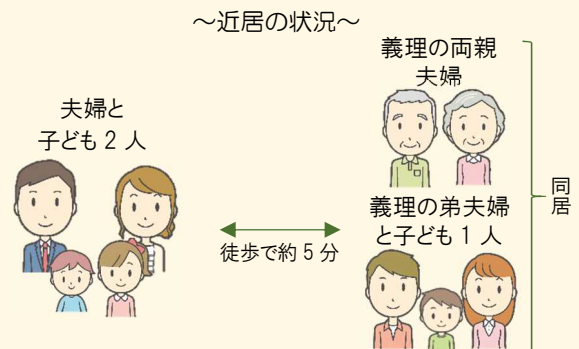 ～近居の状況～
夫婦と
子ども 2 人
徒歩で約 5 分
義理の両親
夫婦
義理の弟夫婦
と子ども 1 人
同居